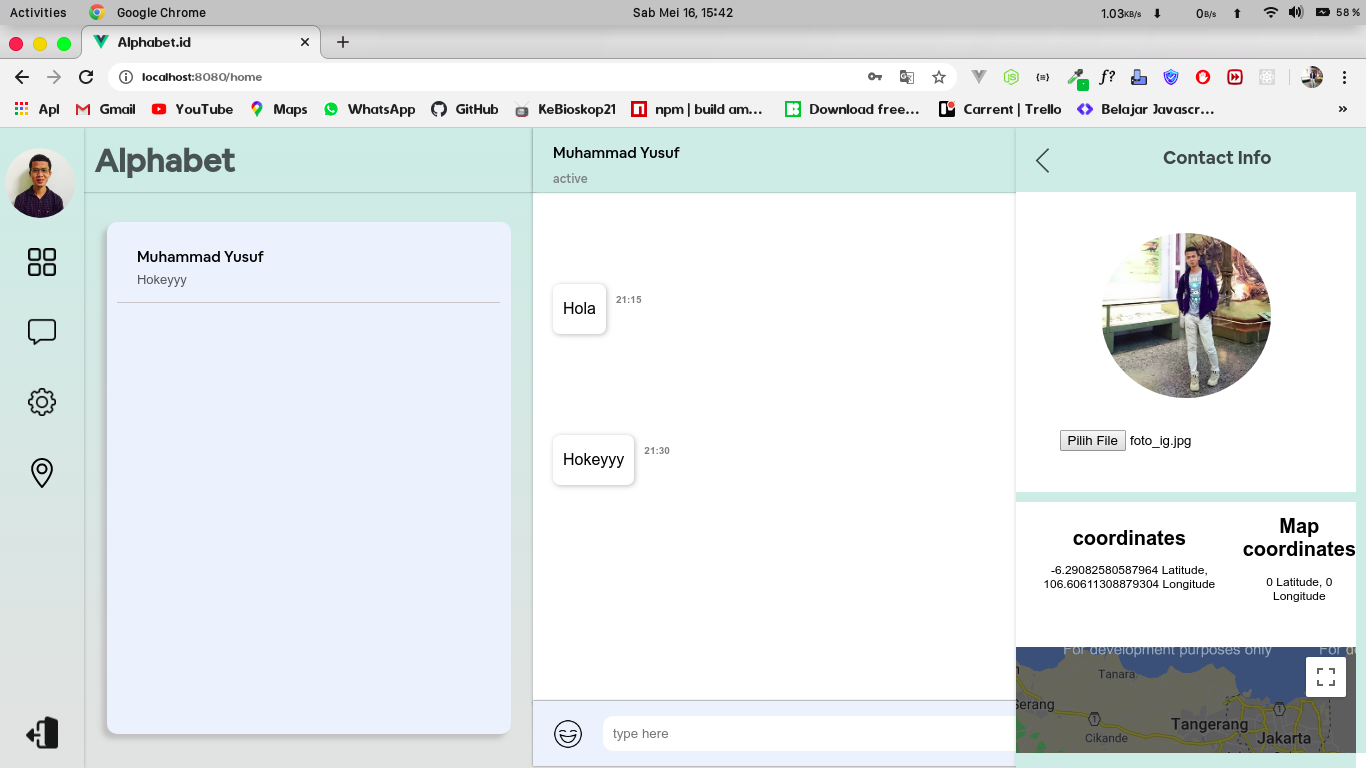 Activities
Google Chrome
Sab Mei 16, 15:42
1.03KB/s
0B/s
58 %
Alphabet.id
localhost:8080/home
Apl
Gmail
YouTube
Maps
WhatsApp
GitHub
KeBioskop21
npm | build am...
Download free...
Carrent | Trello
Belajar Javascr...
»
Alphabet
Muhammad Yusuf
Hokeyyy
Muhammad Yusuf
active
Hola
21:15
Hokeyyy
21:30
type here
Contact Info
Pilih File foto_ig.jpg
coordinates
-6.29082580587964 Latitude,
106.60611308879304 Longitude
Map
coordinates
0 Latitude, 0
Longitude
For development purposes only
For d
Tanara
Serang
1
1
Tangerang
Cikande
Jakarta